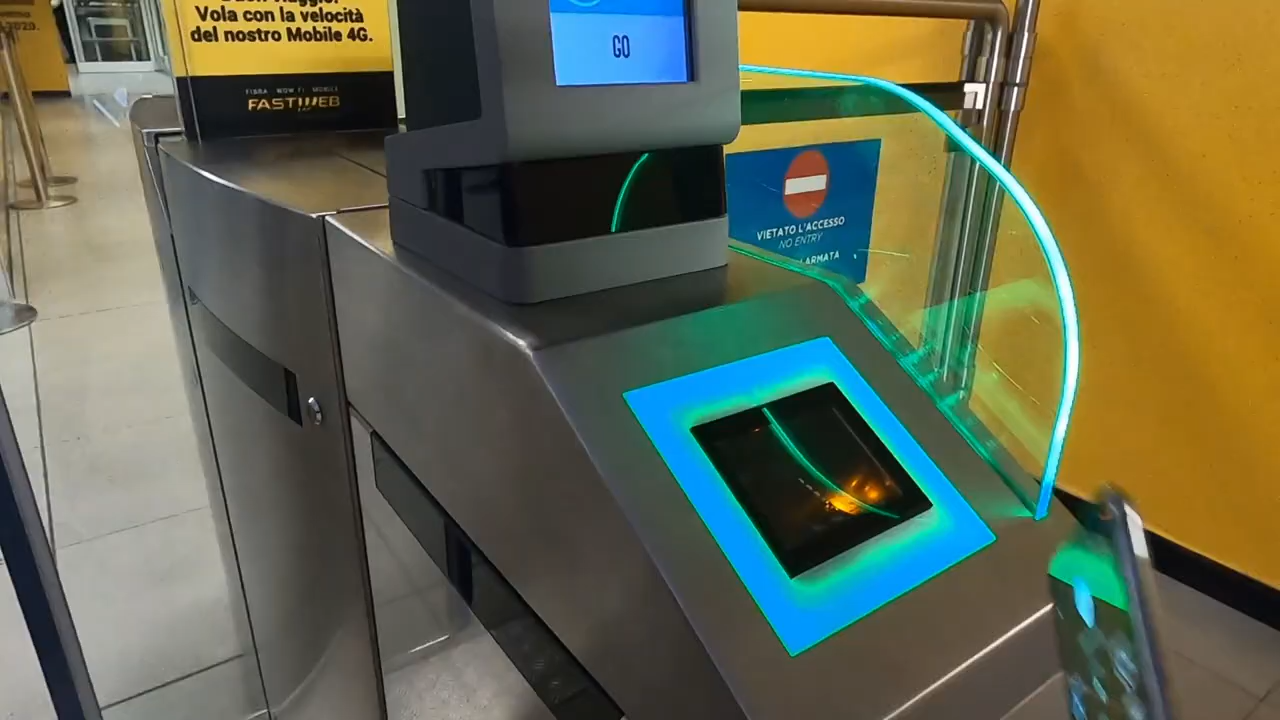 Vola con la velocità
del nostro Mobile 4G.
FIBRA WOW FI MOBILE
FASTWEB
GO
VIETATO L'ACCESSO
NO ENTRY
ARMATA
2020.